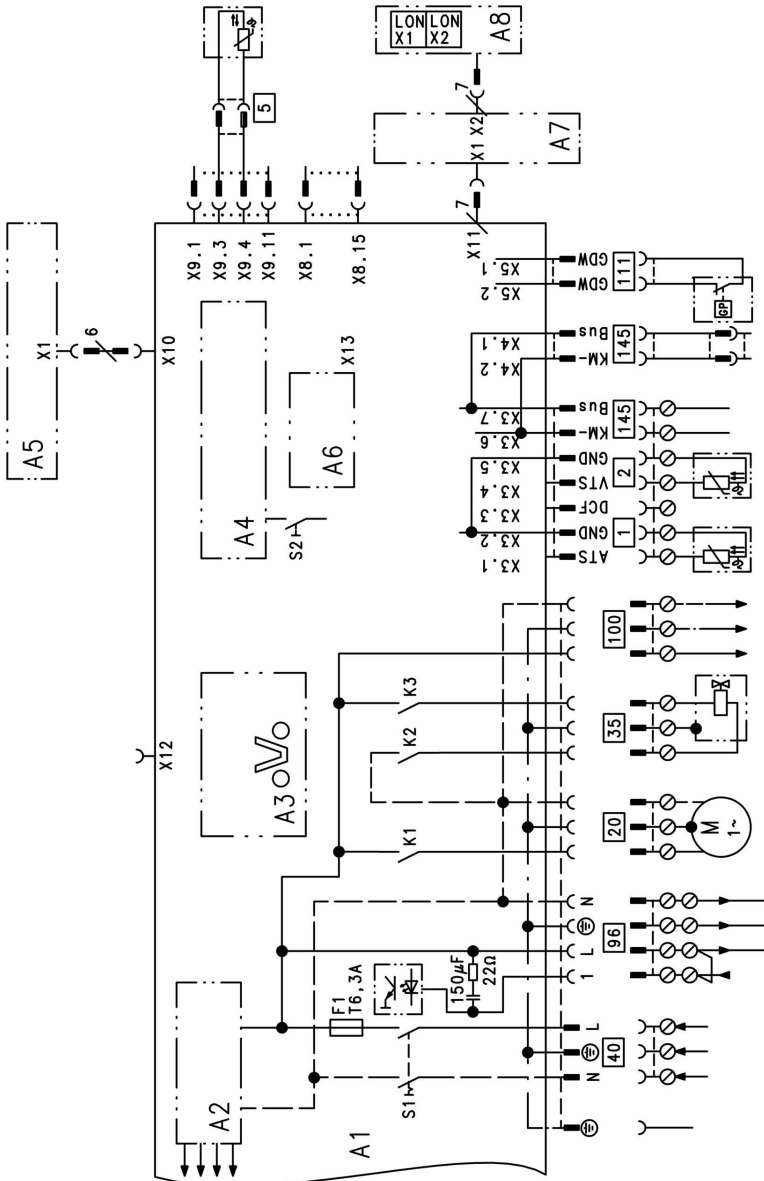 LON LON
X1 X2
A8
5
7
X2
X1
A7
7
X11
A5
X1
6
X10
X9.1
X9.3
X9.4
X9.11
X8.1
X8.15
A4
S2
A6
X13
X12
A3
X5.1
X5.2
X4.1
X4.2
X3.7
X3.6
X3.5
X3.4
X3.3
X3.2
X3.1
GDW
GDW
Bus
KM-
Bus
KM-
GND
VTS
DCF
GND
ATS
111
145
145
2
1
GP
K3
K2
K1
100
35
20
M
1~
A2
A1
F1
T6,3A
150µF
22Ω
S1
N
L
1
96
L
N
40